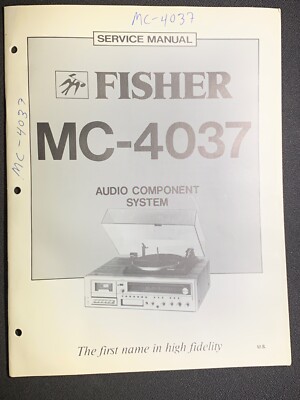 MC-4037
SERVICE MANUAL
FISHER
MC-4037
MC-4037
AUDIO COMPONENT
SYSTEM
The first name in high fidelity